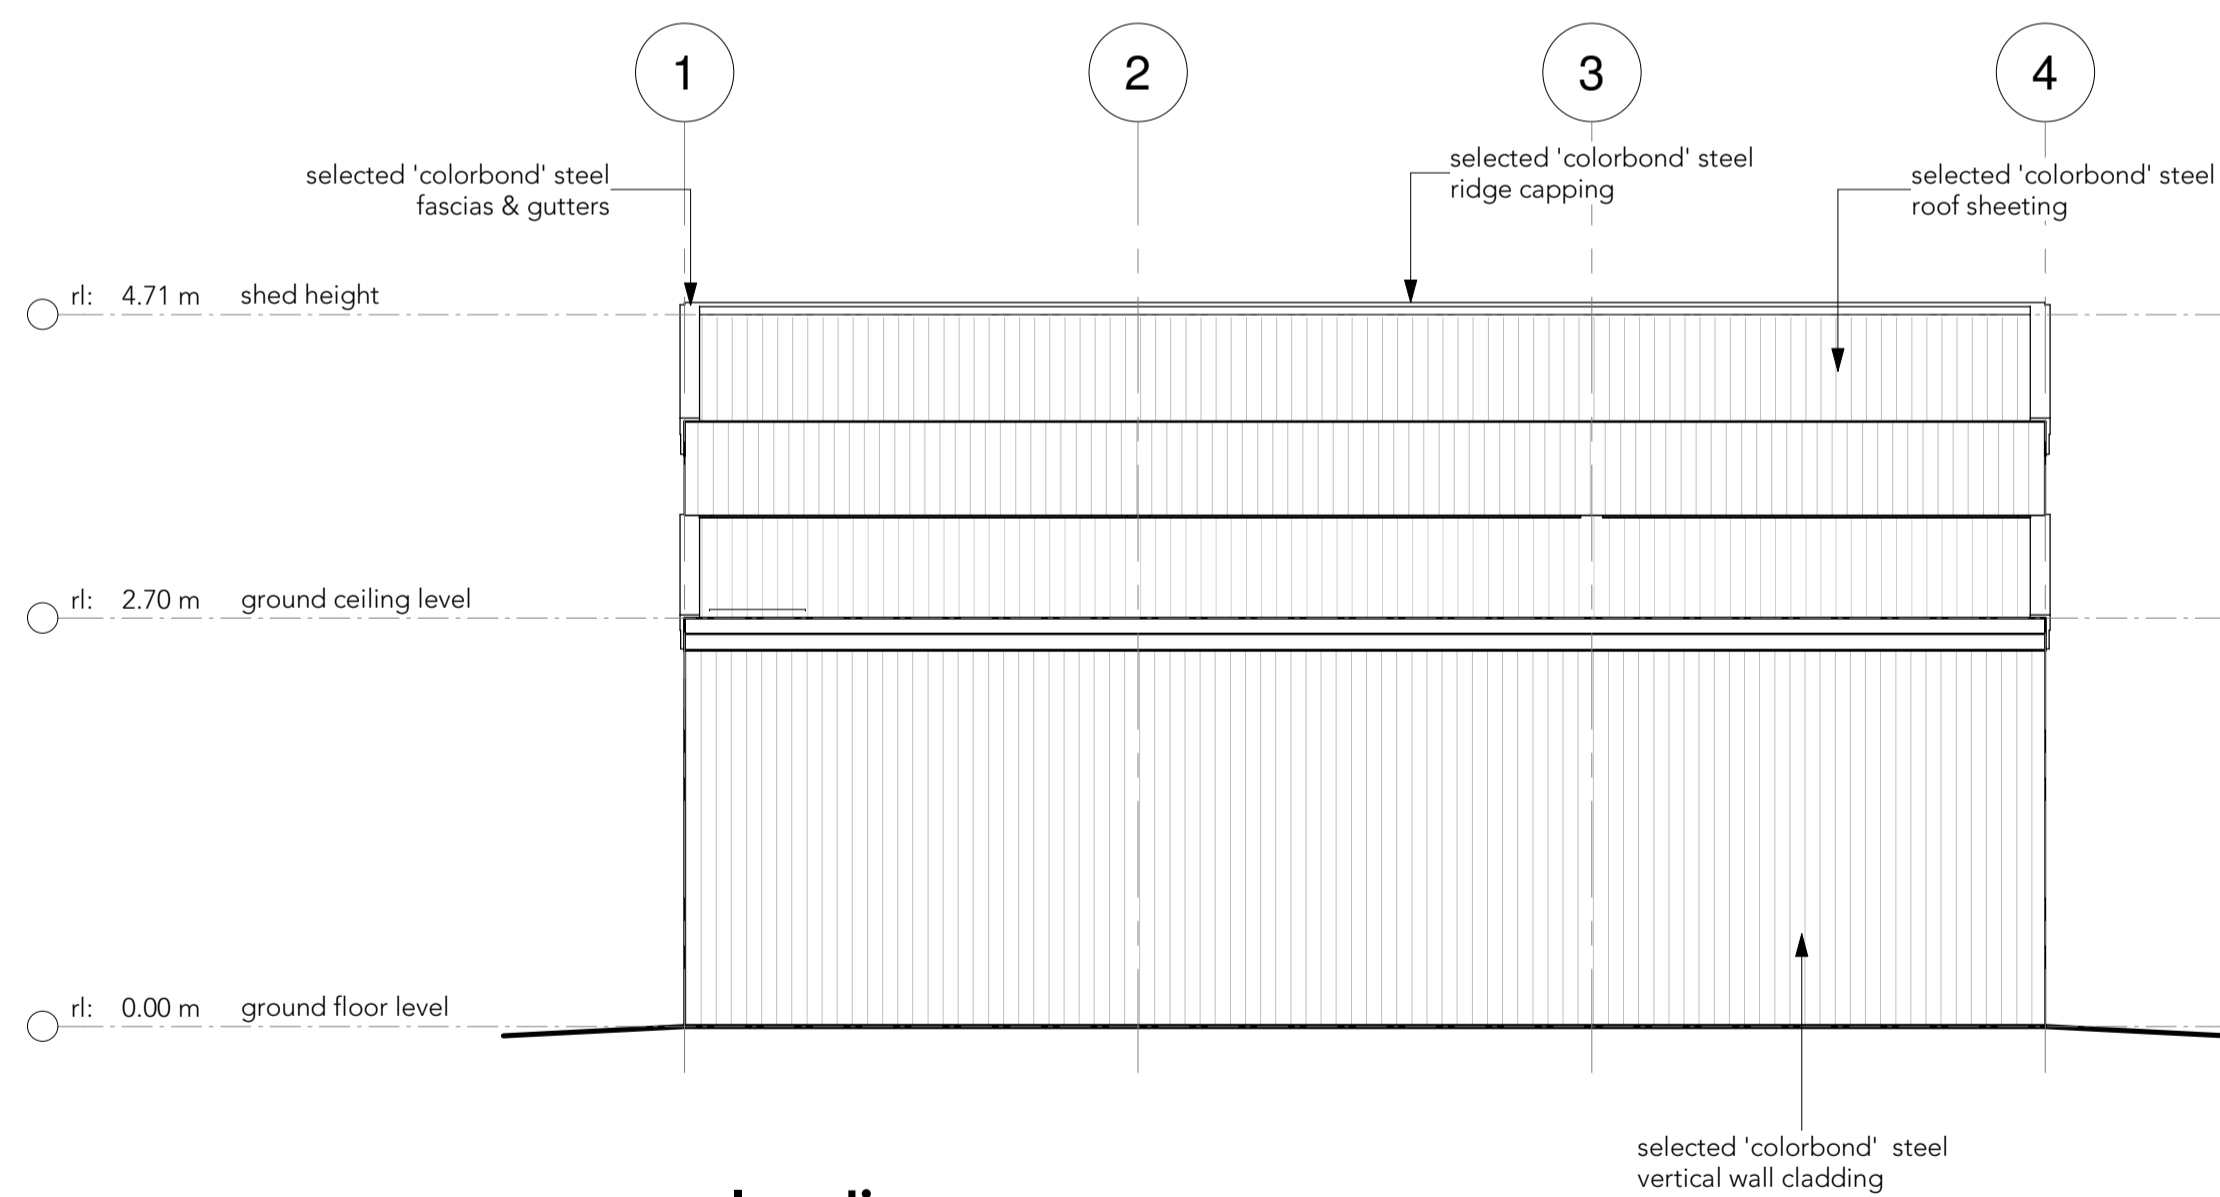 1
2
3
4
selected 'colorbond' steel
fascias & gutters
selected 'colorbond' steel
ridge capping
selected 'colorbond' steel
roof sheeting
rl: 4.71 m shed height
rl: 2.70 m ground ceiling level
rl: 0.00 m ground floor level
selected 'colorbond' steel
vertical wall cladding